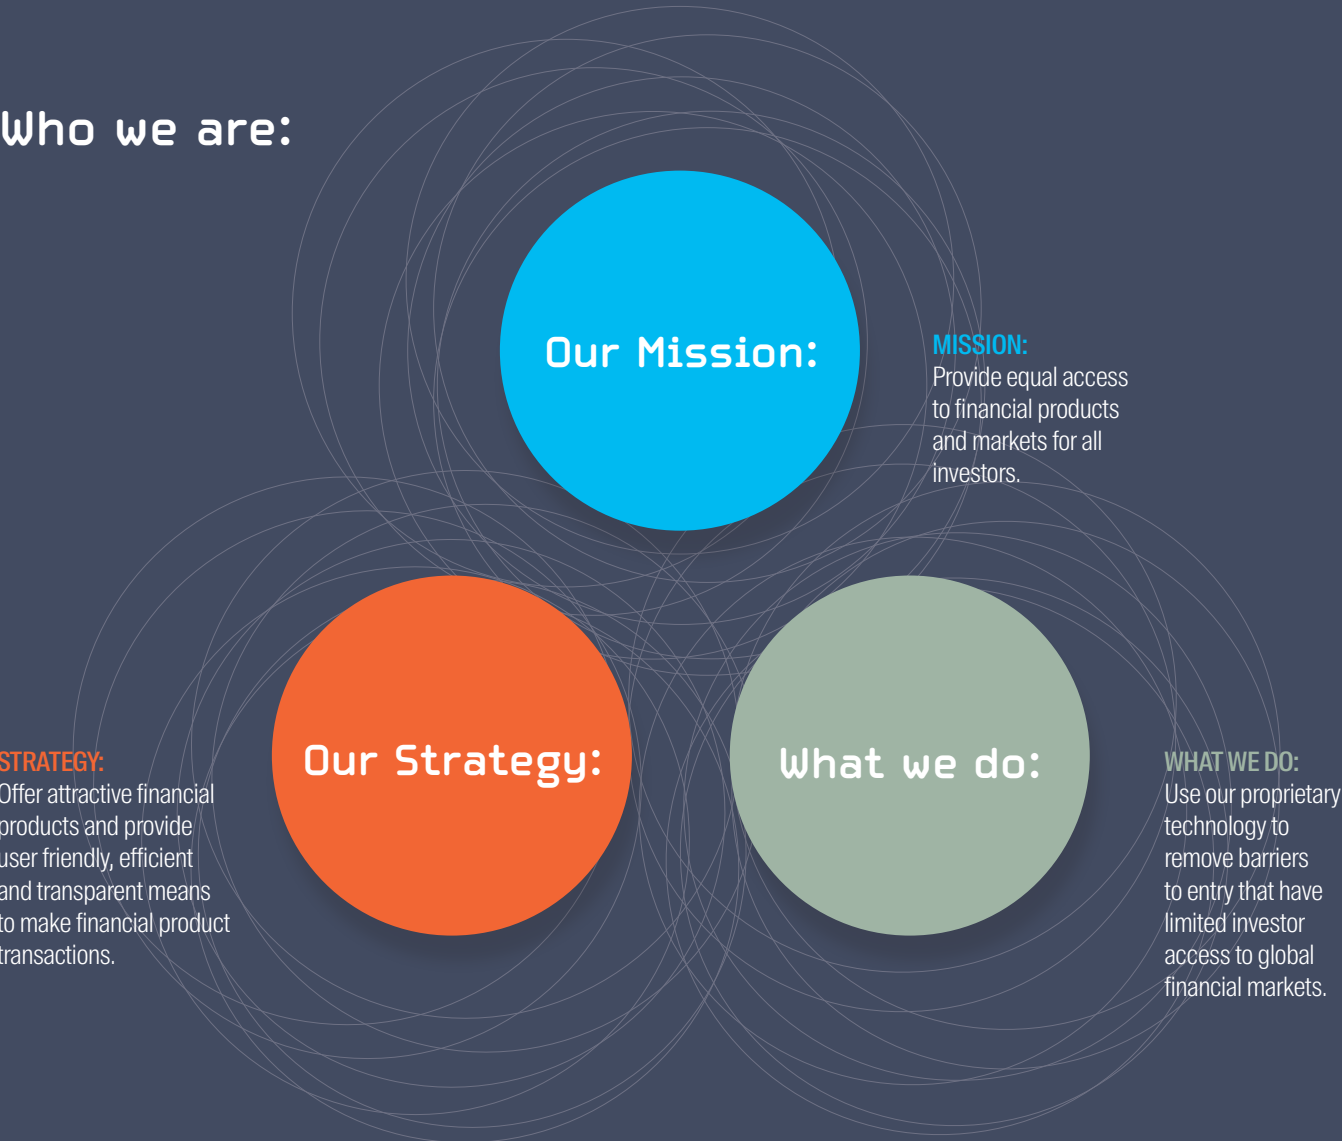 Who we are:
Our Mission:
MISSION:
Provide equal access
to financial products
and markets for all
investors.
Our Strategy:
STRATEGY:
Offer attractive financial
products and provide
user friendly, efficient
and transparent means
to make financial product
transactions.
What we do:
WHAT WE DO:
Use our proprietary
technology to
remove barriers
to entry that have
limited investor
access to global
financial markets.